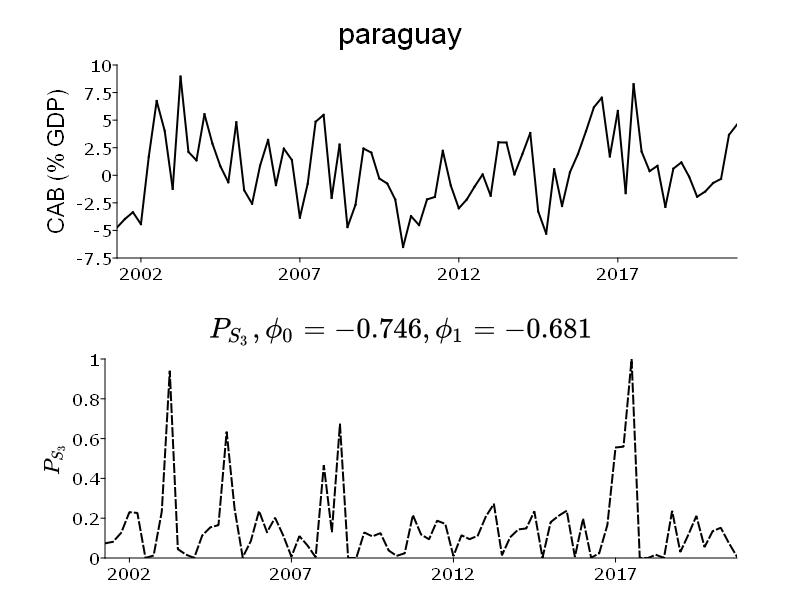 paraguay
CAB (% GDP)
10
7.5
5
2.5
0
-2.5
-5
-7.5
2002 2007 2012 2017
P_{S_3}, ϕ_0 = −0.746, ϕ_1 = −0.681
P_{S_3}
1
0.8
0.6
0.4
0.2
0
2002 2007 2012 2017